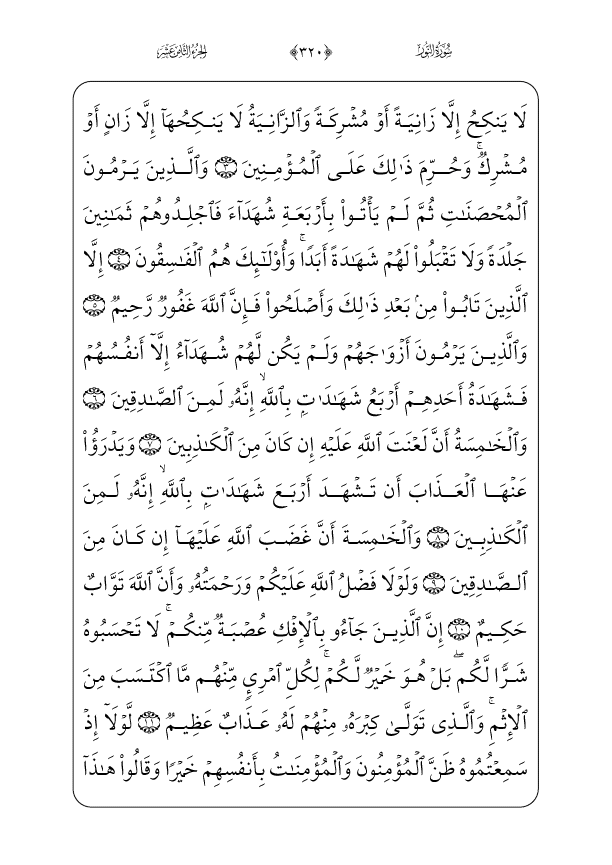 سُورَةُ النُّورِ ﴿٣٢٠﴾ الجُزْءُ الثَّامِنَ عَشَرَ
لَا يَنكِحُ إِلَّا زَانِيَةً أَوۡ مُشۡرِكَةً وَٱلزَّانِيَةُ لَا يَنكِحُهَآ إِلَّا زَانٍ أَوۡ
مُشۡرِكٌۚ وَحُرِّمَ ذَٰلِكَ عَلَى ٱلۡمُؤۡمِنِينَ ٣ وَٱلَّذِينَ يَرۡمُونَ
ٱلۡمُحۡصَنَٰتِ ثُمَّ لَمۡ يَأۡتُواْ بِأَرۡبَعَةِ شُهَدَآءَ فَٱجۡلِدُوهُمۡ ثَمَٰنِينَ
جَلۡدَةً وَلَا تَقۡبَلُواْ لَهُمۡ شَهَٰدَةً أَبَدًاۚ وَأُوْلَٰٓئِكَ هُمُ ٱلۡفَٰسِقُونَ ٤ إِلَّا
ٱلَّذِينَ تَابُواْ مِنۢ بَعۡدِ ذَٰلِكَ وَأَصۡلَحُواْ فَإِنَّ ٱللَّهَ غَفُورٌ رَّحِيمٌ ٥
وَٱلَّذِينَ يَرۡمُونَ أَزۡوَٰجَهُمۡ وَلَمۡ يَكُن لَّهُمۡ شُهَدَآءُ إِلَّآ أَنفُسُهُمۡ
فَشَهَٰدَةُ أَحَدِهِمۡ أَرۡبَعُ شَهَٰدَٰتِۭ بِٱللَّهِۙ إِنَّهُۥ لَمِنَ ٱلصَّٰدِقِينَ ٦
وَٱلۡخَٰمِسَةُ أَنَّ لَعۡنَتَ ٱللَّهِ عَلَيۡهِ إِن كَانَ مِنَ ٱلۡكَٰذِبِينَ ٧ وَيَدۡرَؤُاْ
عَنۡهَا ٱلۡعَذَابَ أَن تَشۡهَدَ أَرۡبَعَ شَهَٰدَٰتِۭ بِٱللَّهِۙ إِنَّهُۥ لَمِنَ
ٱلۡكَٰذِبِينَ ٨ وَٱلۡخَٰمِسَةَ أَنَّ غَضَبَ ٱللَّهِ عَلَيۡهَآ إِن كَانَ مِنَ
ٱلصَّٰدِقِينَ ٩ وَلَوۡلَا فَضۡلُ ٱللَّهِ عَلَيۡكُمۡ وَرَحۡمَتُهُۥ وَأَنَّ ٱللَّهَ تَوَّابٌ
حَكِيمٌ ١٠ إِنَّ ٱلَّذِينَ جَآءُو بِٱلۡإِفۡكِ عُصۡبَةٌ مِّنكُمۡۚ لَا تَحۡسَبُوهُ
شَرًّا لَّكُمۖ بَلۡ هُوَ خَيۡرٌ لَّكُمۡۚ لِكُلِّ ٱمۡرِيٕٖ مِّنۡهُم مَّا ٱكۡتَسَبَ مِنَ
ٱلۡإِثۡمِۚ وَٱلَّذِى تَوَلَّىٰ كِبۡرَهُۥ مِنۡهُمۡ لَهُۥ عَذَابٌ عَظِيمٌ ١١ لَّوۡلَآ إِذۡ
سَمِعۡتُمُوهُ ظَنَّ ٱلۡمُؤۡمِنُونَ وَٱلۡمُؤۡمِنَٰتُ بِأَنفُسِهِمۡ خَيۡرًا وَقَالُواْ هَٰذَآ